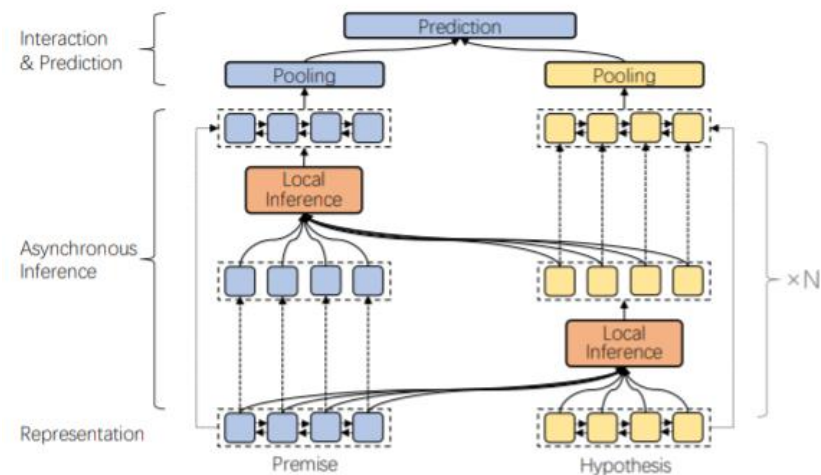 Prediction
Interaction
& Prediction
Pooling
Pooling
Local
Inference
Asynchronous
Inference
×N
Local
Inference
Representation
Premise
Hypothesis